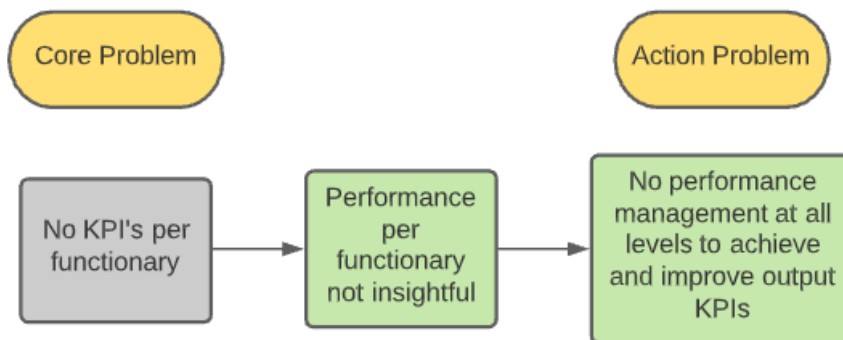 Core Problem
Action Problem
No KPI's per
functionary
Performance
per
functionary
not insightful
No performance
management at all
levels to achieve
and improve output
KPIs